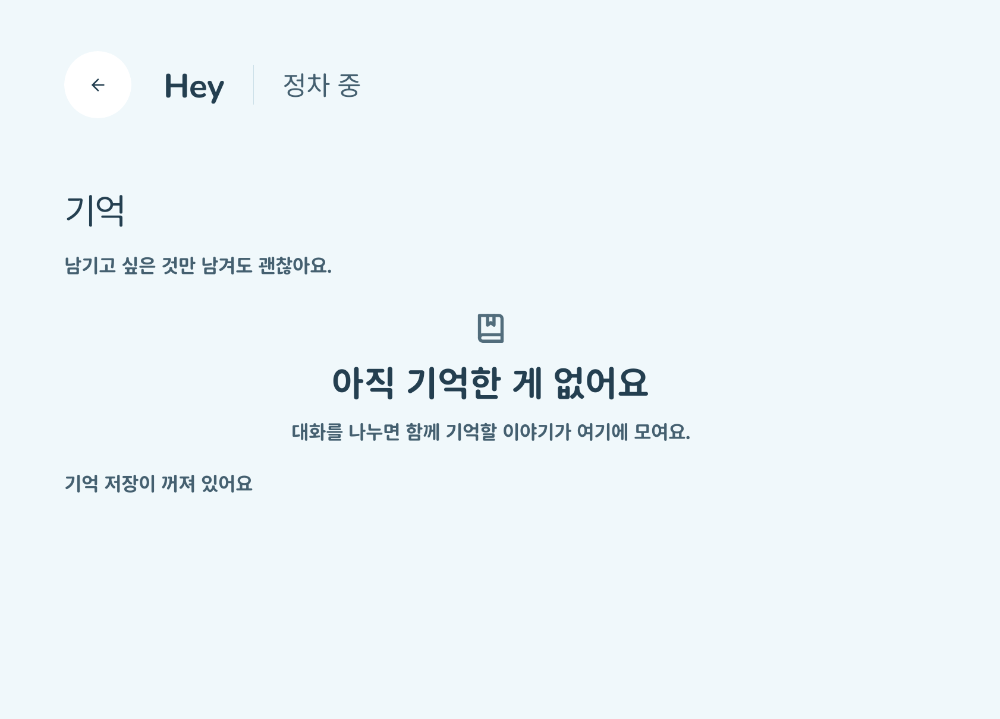 Hey
정차 중
기억
남기고 싶은 것만 남겨도 괜찮아요.
아직 기억한 게 없어요
대화를 나누면 함께 기억할 이야기가 여기에 모여요.
기억 저장이 꺼져 있어요